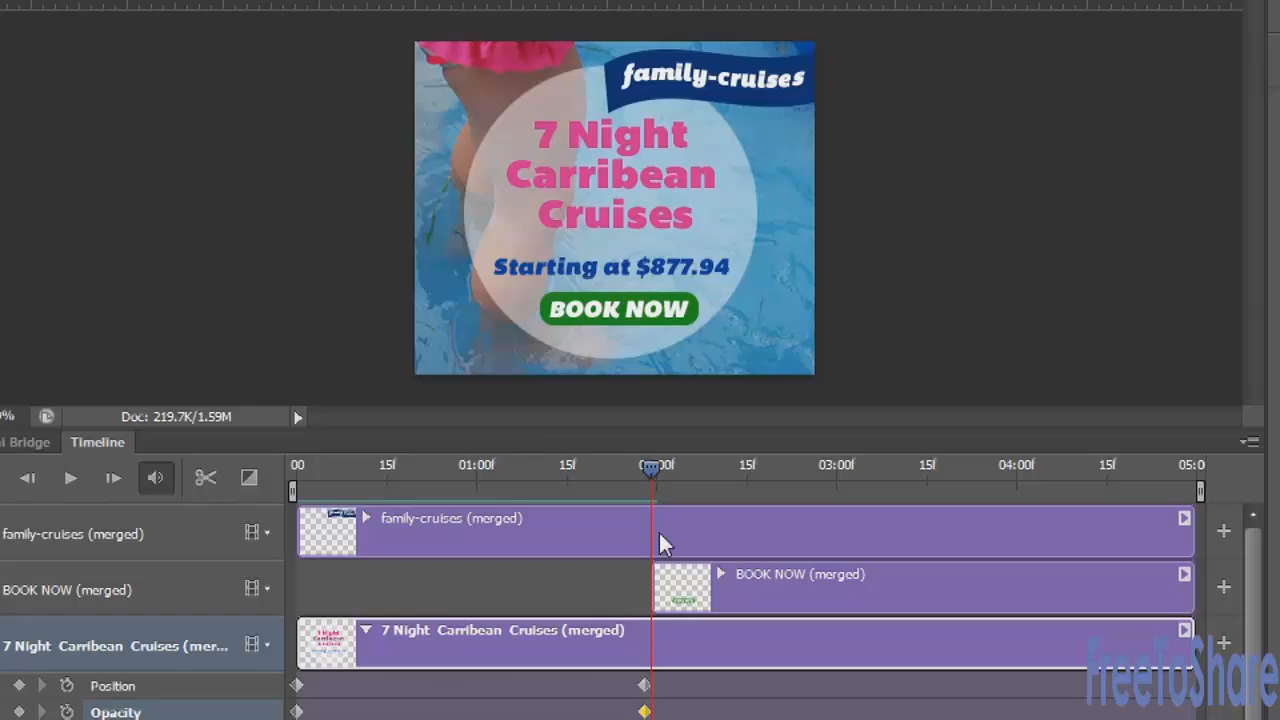 family-cruises
7 Night
Carribean
Cruises
Starting at $877.94
BOOK NOW
% Doc: 219.7K/1.59M
i Bridge Timeline
00 15f 01:00f 15f 00f 15f 03:00f 15f 04:00f 15f 05:0
family-cruises (merged) family-cruises (merged)
BOOK NOW (merged) BOOK NOW (merged)
7 Night Carribean Cruises (mer... 7 Night Carribean Cruises (merged)
Position
Opacity
FreeToShare